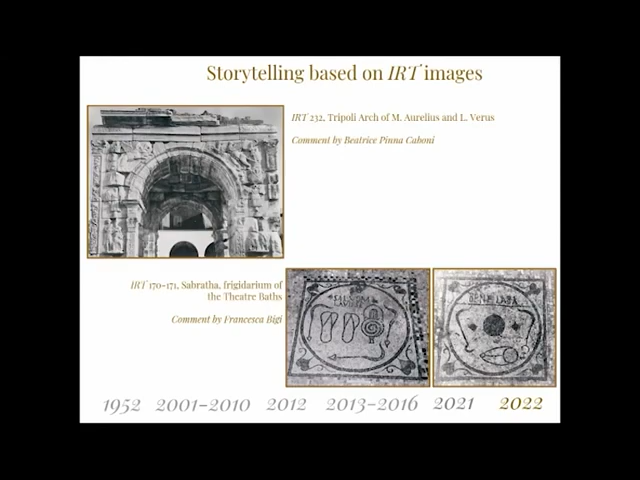 Storytelling based on IRT images
IRT 232, Tripoli Arch of M. Aurelius and L. Verus
Comment by Beatrice Pinna Caboni
IRT 170-171, Sabratha, frigidarium of
the Theatre Baths
Comment by Francesca Bigi
1952 2001-2010 2012 2013-2016 2021 2022